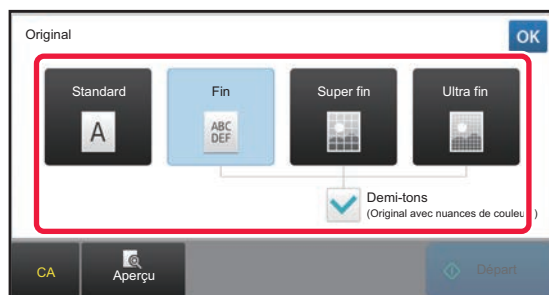 Original
OK
Standard
Fin
Super fin
Ultra fin
A
ABC
DEF
Demi-tons
(Original avec nuances de couleu )
CA
Aperçu
Départ